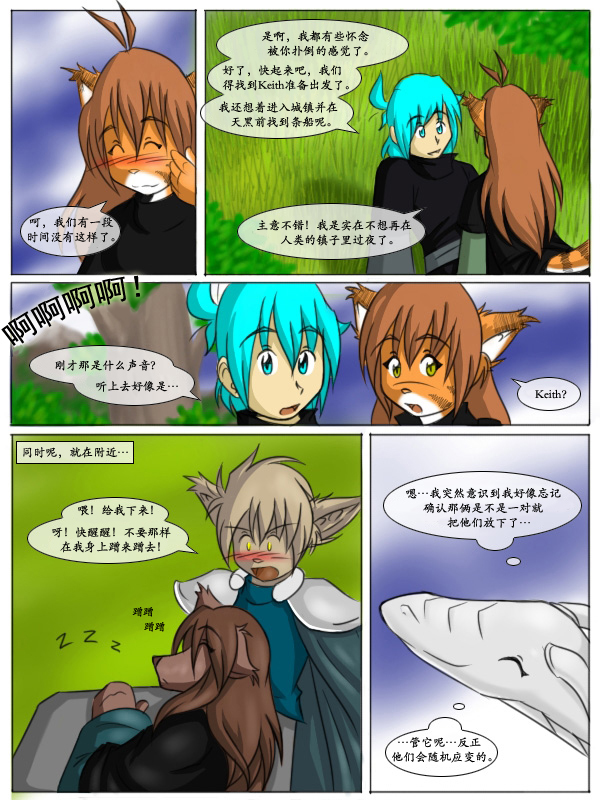 呵，我们有一段
时间没有这样了。
是啊，我都有些怀念
被你扑倒的感觉了。
好了，快起来吧，我们
得找到Keith准备出发了。
我还想着进入城镇并在
天黑前找到条船呢。
主意不错！我是实在不想再在
人类的镇子里过夜了。
啊啊啊啊！
刚才那是什么声音？
听上去好像是…
Keith?
同时呢，就在附近…
喂！给我下来！
呀！快醒醒！不要那样
在我身上蹭来蹭去！
蹭蹭
蹭蹭
Z Z Z
嗯…我突然意识到我好像忘记
确认那俩是不是一对就
把他们放下了…
…管它呢…反正
他们会随机应变的。